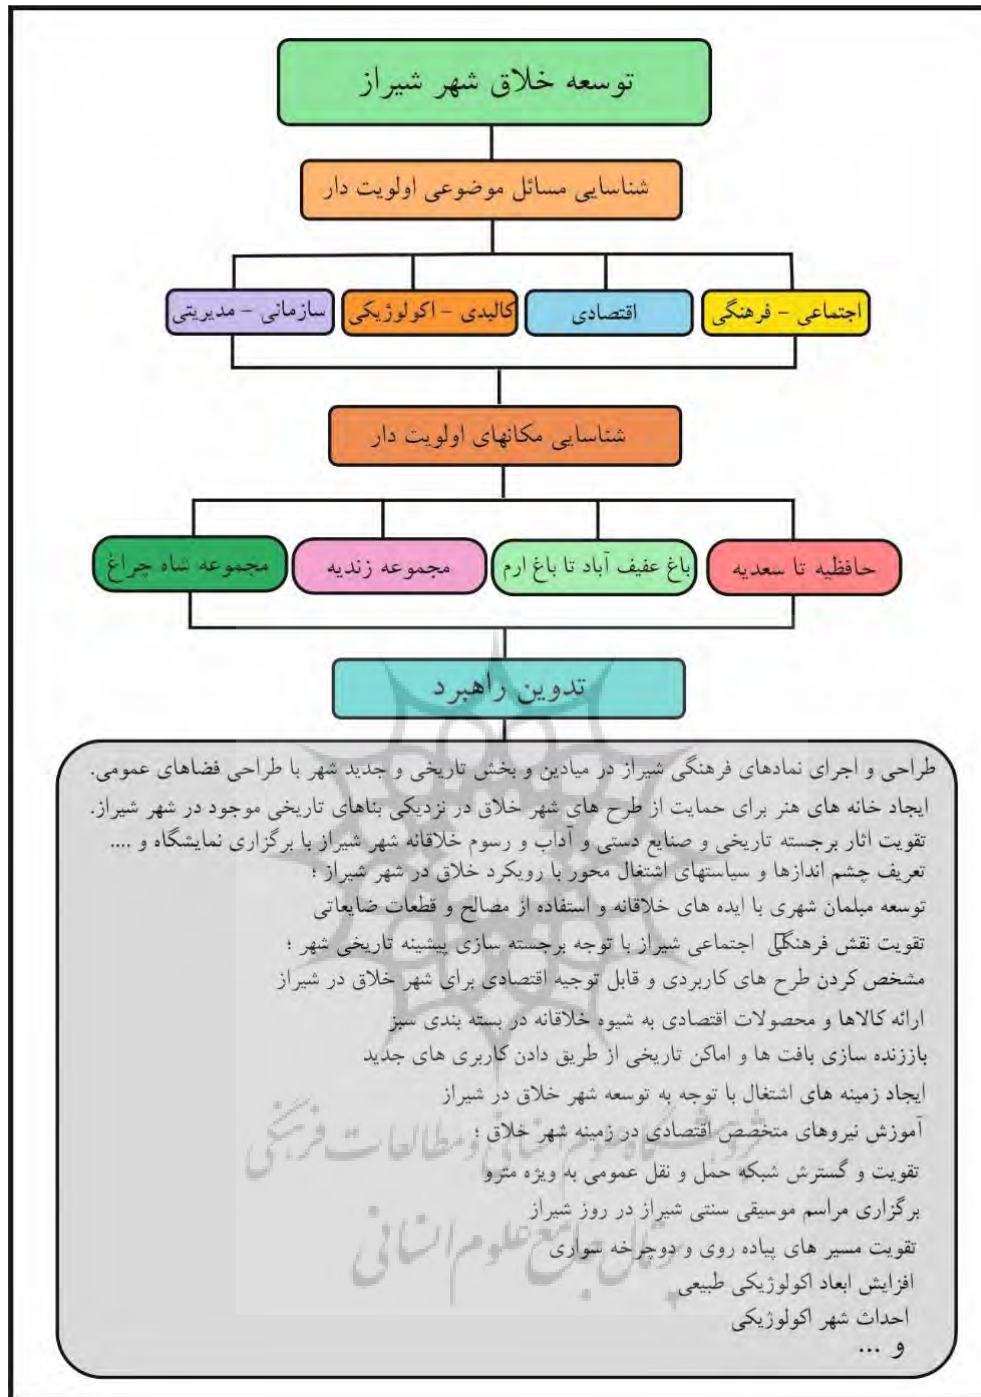 توسعه خلاق شهر شیراز
شناسایی مسائل موضوعی اولویت دار
اجتماعی - فرهنگی
اقتصادی
کالبدی - اکولوژیکی
سازمانی - مدیریتی
شناسایی مکانهای اولویت دار
حافظیه تا سعدیه
باغ عفیف آباد تا باغ ارم
مجموعه زندیه
مجموعه شاه چراغ
تدوین راهبرد
طراحی و اجرای نمادهای فرهنگی شیراز در میادین و بخش تاریخی و جدید شهر با طراحی فضاهای عمومی.
ایجاد خانه های هنر برای حمایت از طرح های شهر خلاق در نزدیکی بناهای تاریخی موجود در شهر شیراز.
تقویت اثار برجسته تاریخی و صنایع دستی و آداب و رسوم خلاقانه شهر شیراز با برگزاری نمایشگاه و ....
تعریف چشم اندازها و سیاستهای اشتغال محور با رویکرد خلاق در شهر شیراز ؛
توسعه مبلمان شهری با ایده های خلاقانه و استفاده از مصالح و قطعات ضایعاتی
تقویت نقش فرهنگی اجتماعی شیراز با توجه برجسته سازی پیشینه تاریخی شهر ؛
مشخص کردن طرح های کاربردی و قابل توجیه اقتصادی برای شهر خلاق در شیراز
ارائه کالاها و محصولات اقتصادی به شیوه خلاقانه در بسته بندی سبز
باززنده سازی بافت ها و اماکن تاریخی از طریق دادن کاربری های جدید
ایجاد زمینه های اشتغال با توجه به توسعه شهر خلاق در شیراز
آموزش نیروهای متخصص اقتصادی در زمینه شهر خلاق ؛
پژوهشگاه علوم انسانی و مطالعات فرهنگی
تقویت و گسترش شبکه حمل و نقل عمومی به ویژه مترو
برگزاری مراسم موسیقی سنتی شیراز در روز شیراز
تقویت مسیر های پیاده روی و دوچرخه سواری
پرتال جامع علوم انسانی
افزایش ابعاد اکولوژیکی طبیعی
احداث شهر اکولوژیکی
و ...